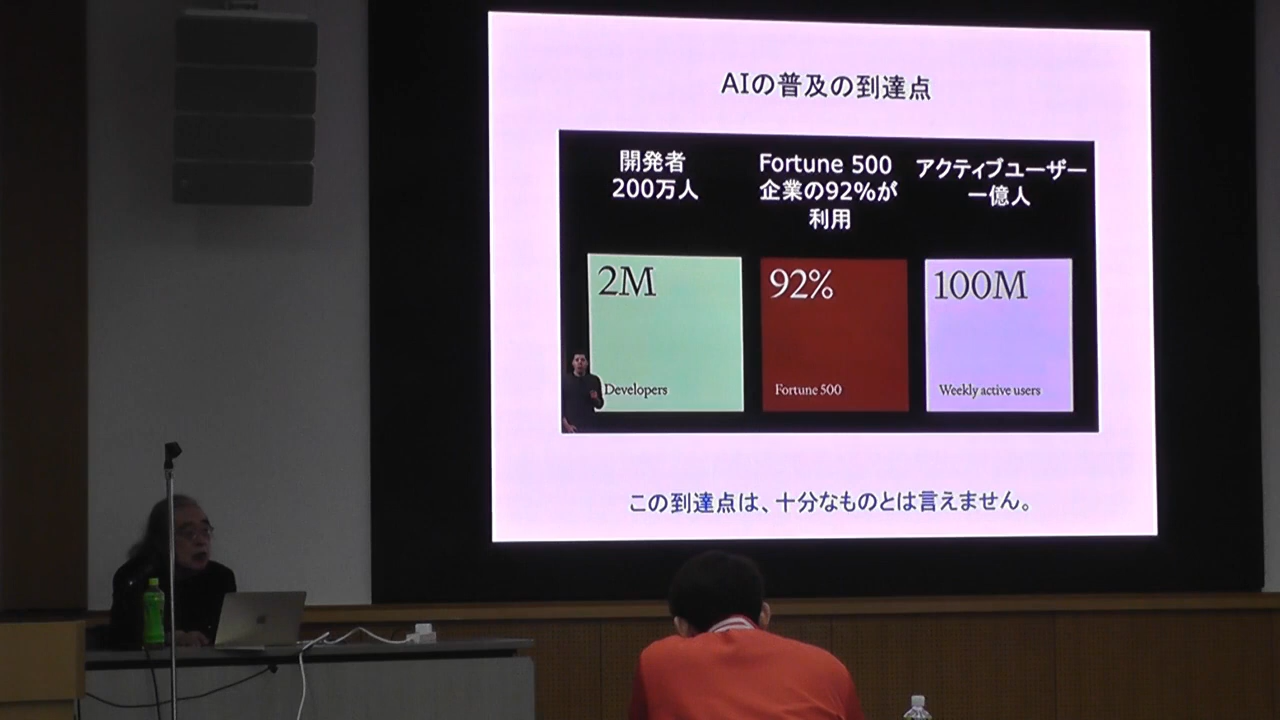 AIの普及の到達点
開発者
200万人
Fortune 500
企業の92%が
利用
アクティブユーザー
一億人
2M
Developers
92%
Fortune 500
100M
Weekly active users
この到達点は、十分なものとは言えません。